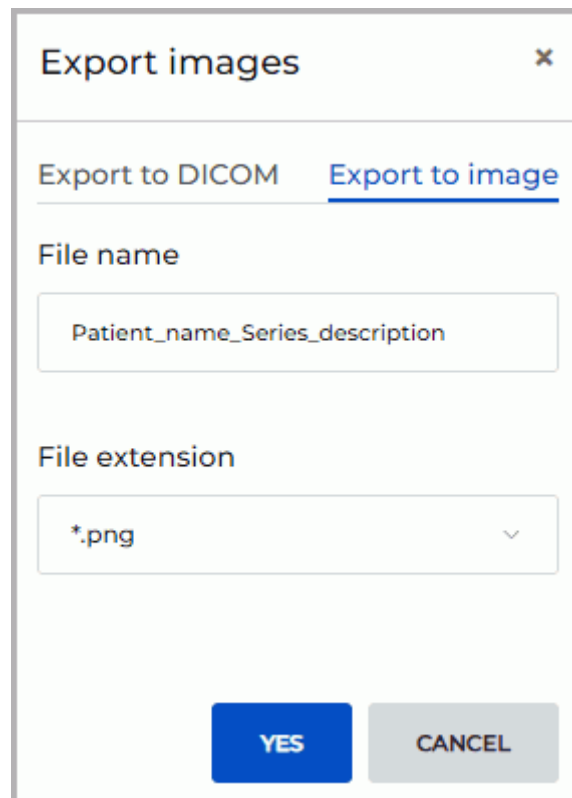 Export images
Export to DICOM Export to image
File name
Patient_name_Series_description
File extension
*.png
YES CANCEL